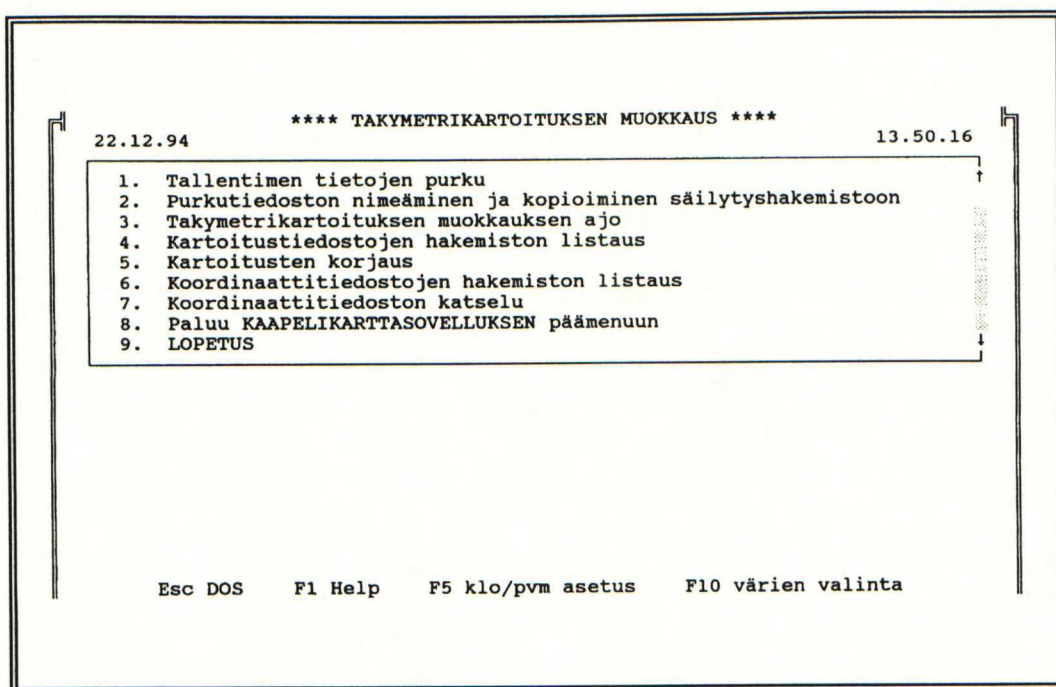 **** TAKYMETRIKARTOITUKSEN MUOKKAUS ****
22.12.94 13.50.16
1. Tallentimen tietojen purku
2. Purkutiedoston nimeäminen ja kopioiminen säilytyshakemistoon
3. Takymetrikartoituksen muokkauksen ajo
4. Kartoitustiedostojen hakemiston listaus
5. Kartoitusten korjaus
6. Koordinaattitiedostojen hakemiston listaus
7. Koordinaattitiedoston katselu
8. Paluu KAAPELIKARTTASOVELLUKSEN päämenuun
9. LOPETUS
Esc DOS F1 Help F5 klo/pvm asetus F10 värien valinta